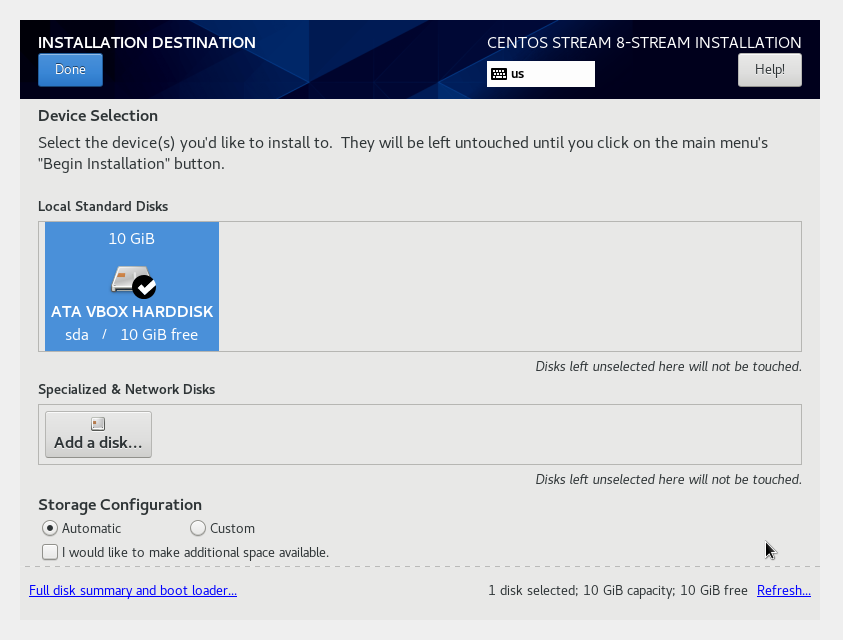 INSTALLATION DESTINATION
CENTOS STREAM 8-STREAM INSTALLATION
Done
us
Help!
Device Selection
Select the device(s) you'd like to install to.  They will be left untouched until you click on the main menu's
"Begin Installation" button.
Local Standard Disks
10 GiB
ATA VBOX HARDDISK
sda / 10 GiB free
Disks left unselected here will not be touched.
Specialized & Network Disks
Add a disk...
Disks left unselected here will not be touched.
Storage Configuration
Automatic Custom
I would like to make additional space available.
Full disk summary and boot loader... 1 disk selected; 10 GiB capacity; 10 GiB free Refresh...